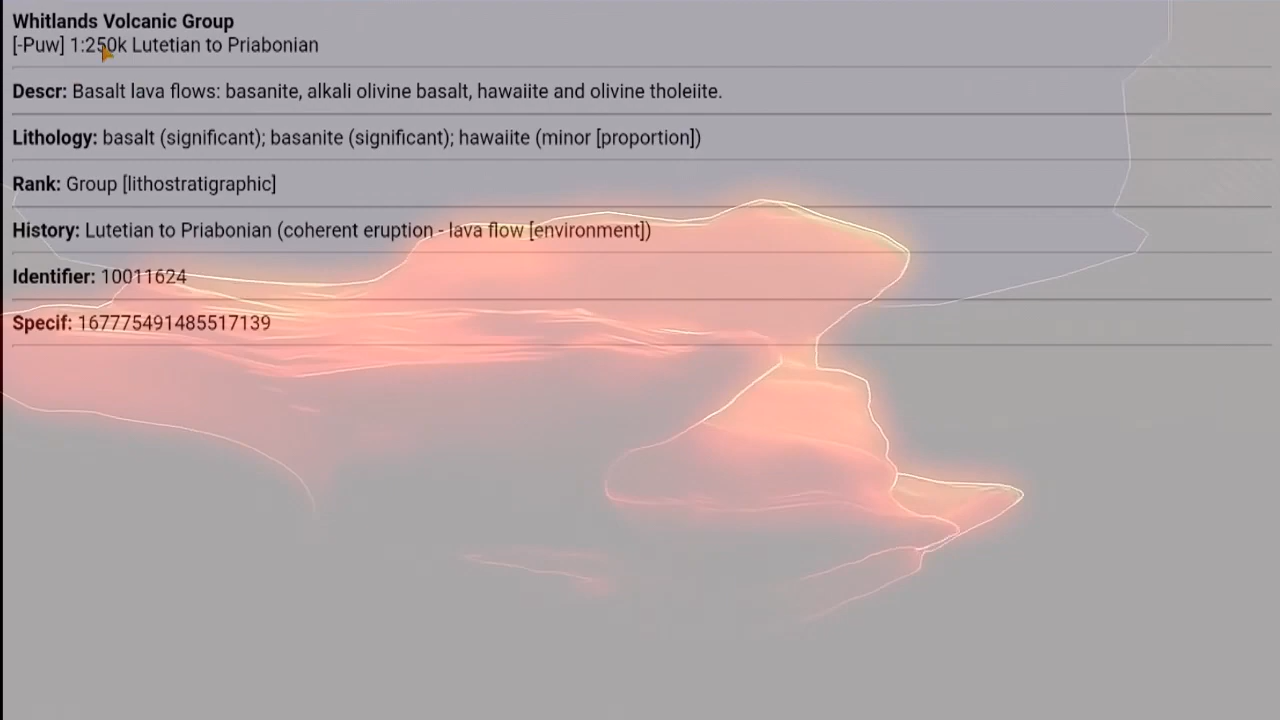 Whitlands Volcanic Group
[-Puw] 1:250k Lutetian to Priabonian
Descr: Basalt lava flows: basanite, alkali olivine basalt, hawaiite and olivine tholeiite.
Lithology: basalt (significant); basanite (significant); hawaiite (minor [proportion])
Rank: Group [lithostratigraphic]
History: Lutetian to Priabonian (coherent eruption - lava flow [environment])
Identifier: 10011624
Specif: 167775491485517139